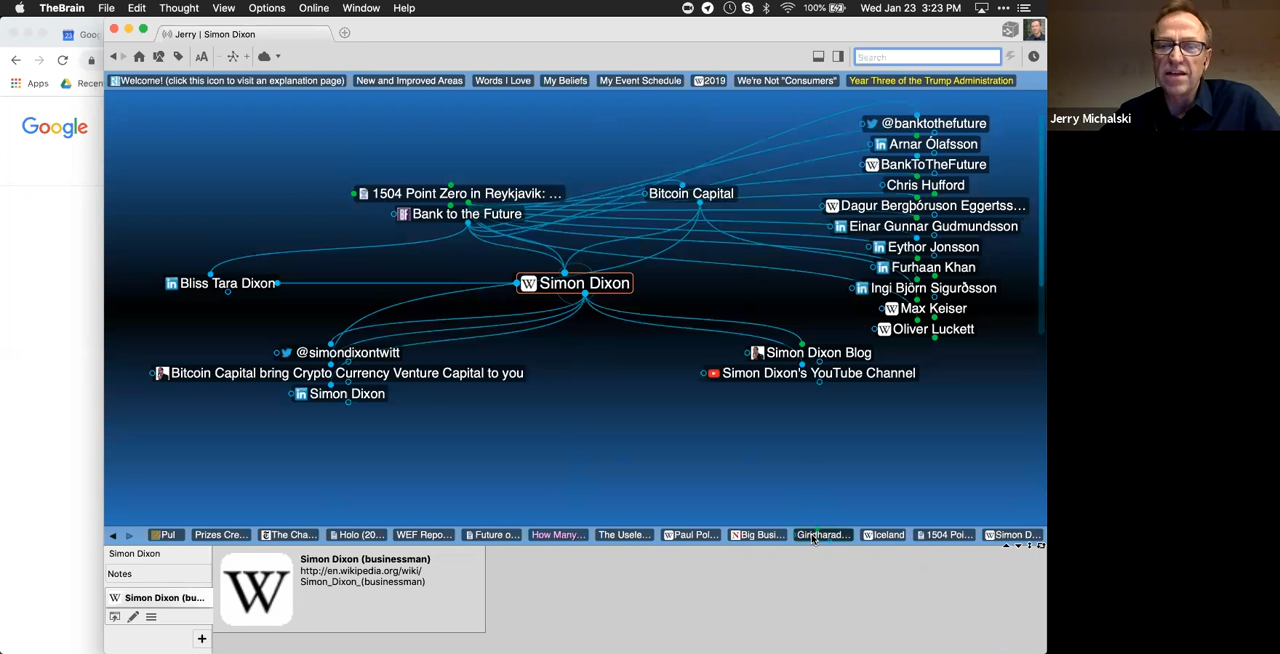 TheBrain File Edit Thought View Options Online Window Help 100% Wed Jan 23 3:23 PM
Goog
Jerry | Simon Dixon
AA
Search
Apps Recen
Welcome! (click this icon to visit an explanation page) New and Improved Areas Words I Love My Beliefs My Event Schedule 2019 We're Not "Consumers" Year Three of the Trump Administration
Google
Jerry Michalski
@banktothefuture
Arnar Ólafsson
BankToTheFuture
Chris Hufford
Dagur Bergþóruson Eggertss...
Einar Gunnar Gudmundsson
Eythor Jonsson
Furhaan Khan
Ingi Björn Sigurðsson
Max Keiser
Oliver Luckett
1504 Point Zero in Reykjavik: ...
Bitcoin Capital
Bank to the Future
Bliss Tara Dixon
Simon Dixon
@simondixontwitt
Bitcoin Capital bring Crypto Currency Venture Capital to you
Simon Dixon
Simon Dixon Blog
Simon Dixon's YouTube Channel
Pul Prizes Cre... The Cha... Holo (20... WEF Repo... Future o... How Many... The Usele... Paul Pol... Big Busi... Iceland 1504 Poi... Simon D...
Simon Dixon
Notes
Simon Dixon (bu...
Simon Dixon (businessman)
http://en.wikipedia.org/wiki/
Simon_Dixon_(businessman)